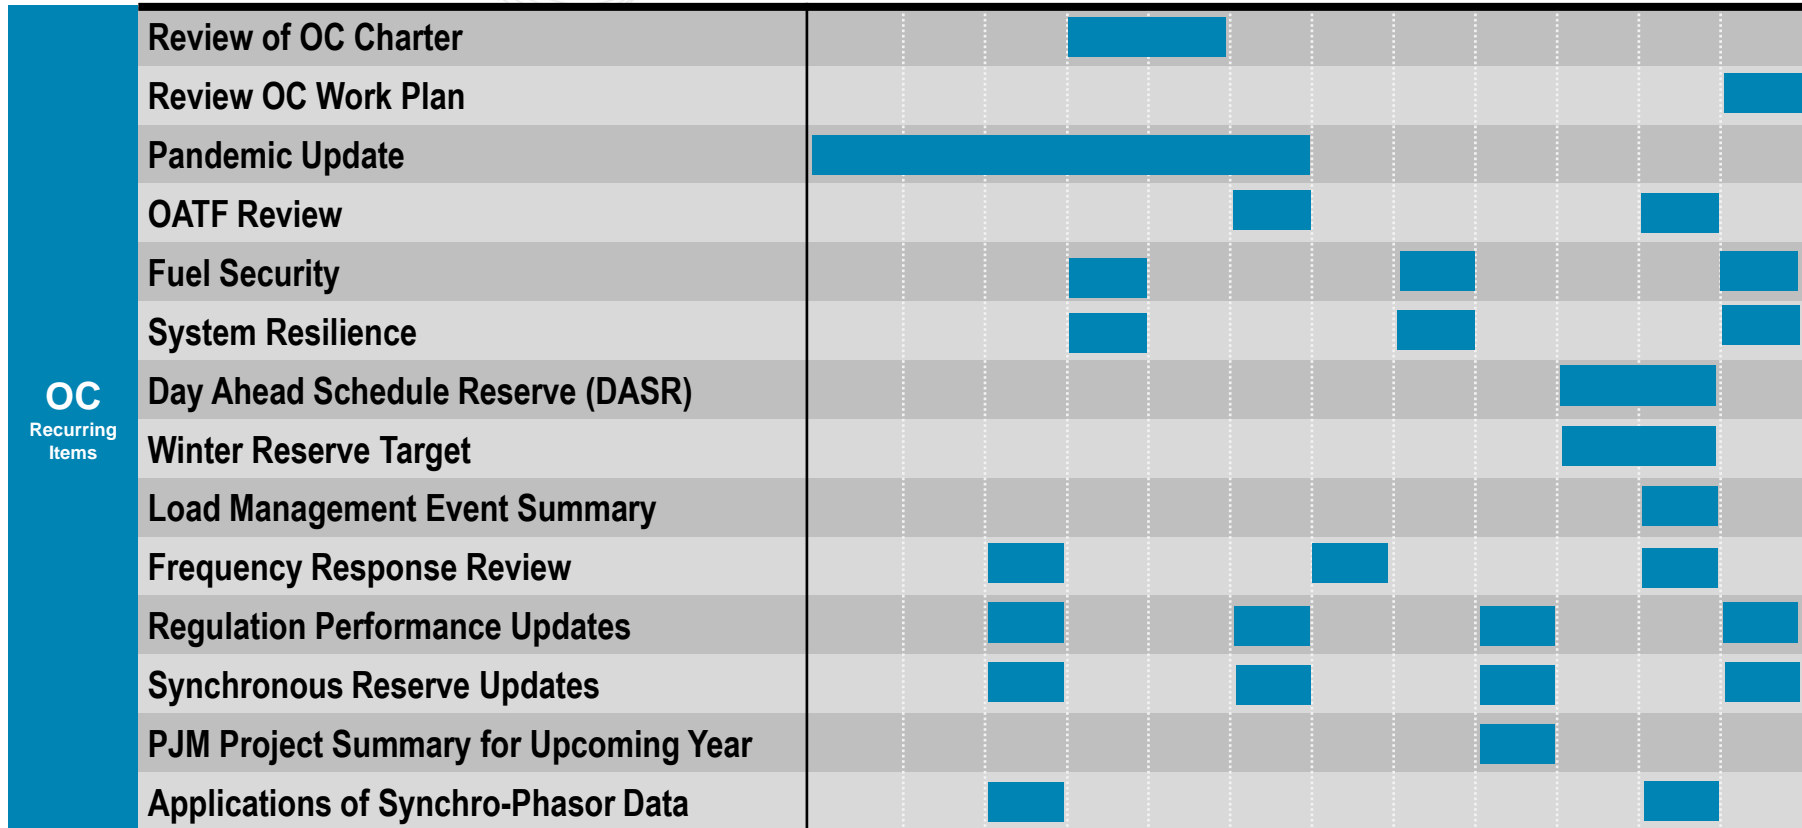 Review of OC Charter
Review OC Work Plan
Pandemic Update
OATF Review
Fuel Security
System Resilience
Day Ahead Schedule Reserve (DASR)
OC
Recurring
Items
Winter Reserve Target
Load Management Event Summary
Frequency Response Review
Regulation Performance Updates
Synchronous Reserve Updates
PJM Project Summary for Upcoming Year
Applications of Synchro-Phasor Data